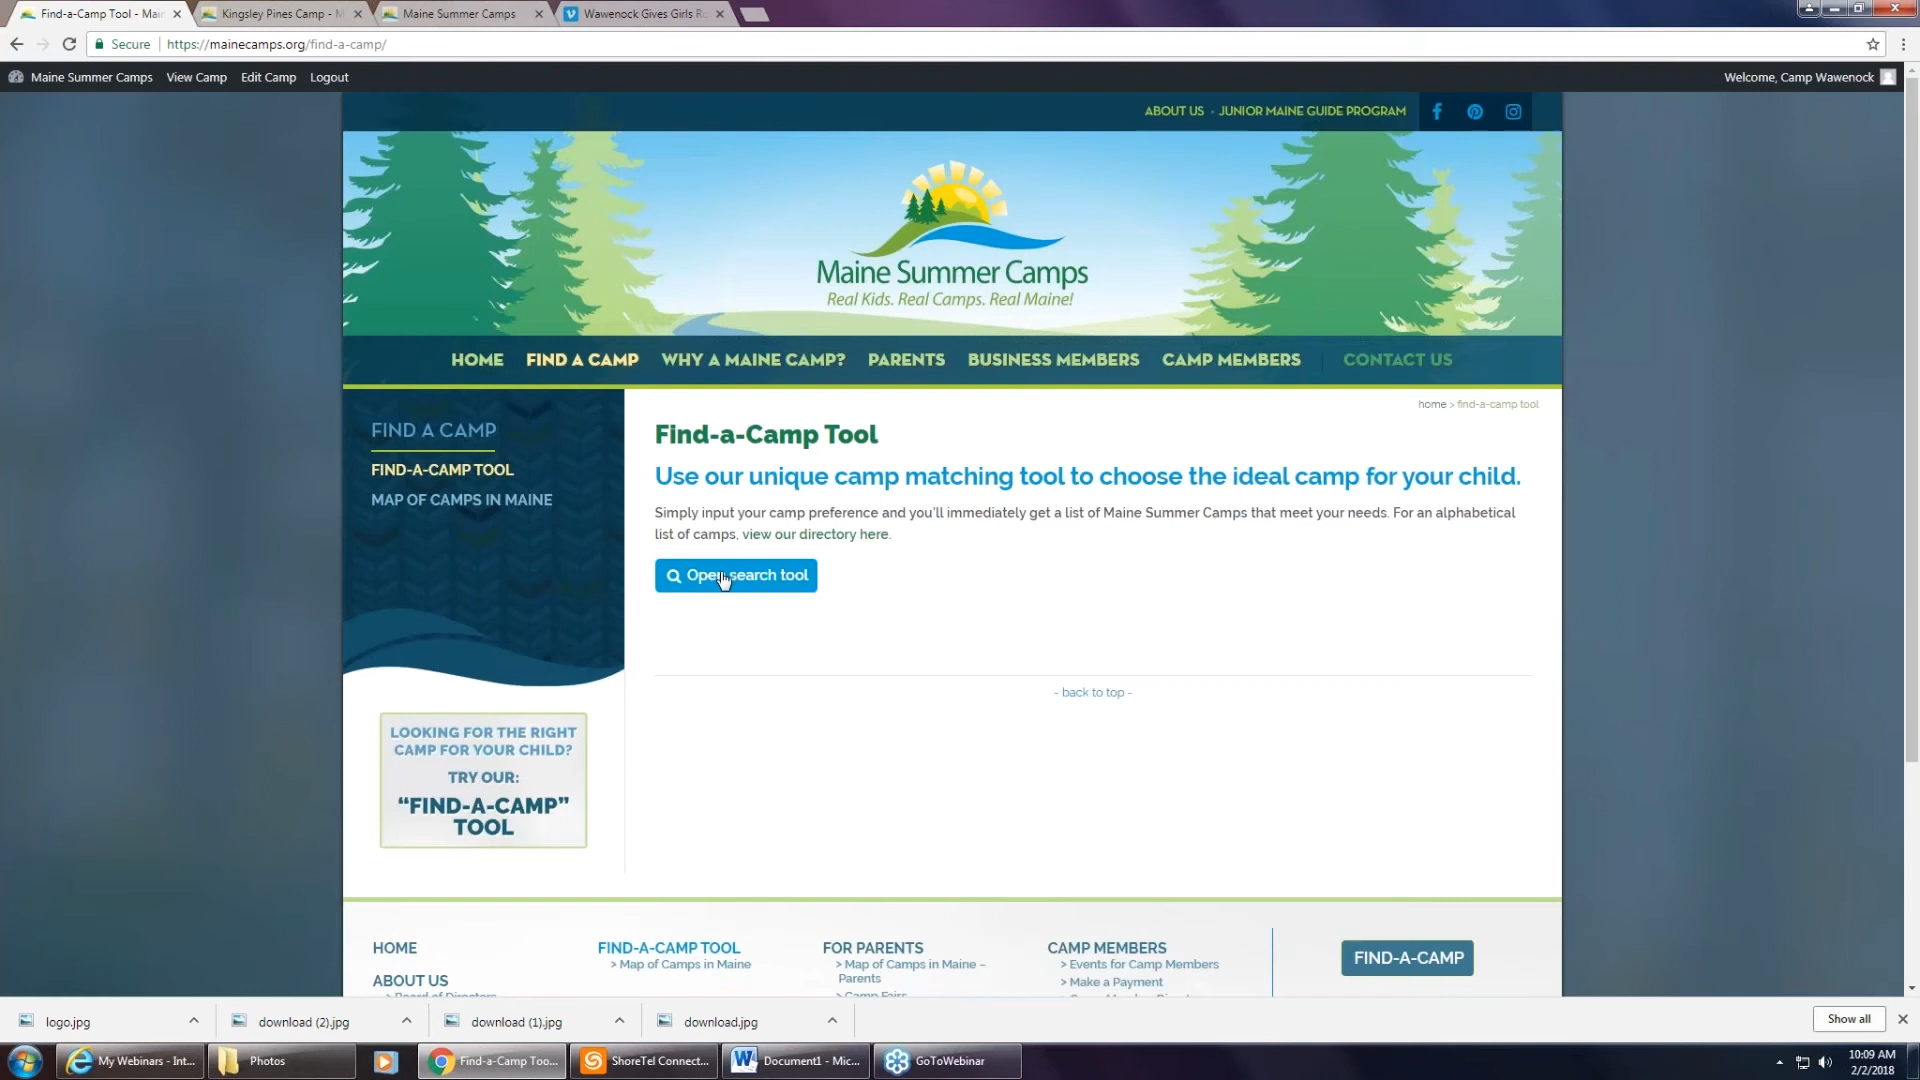 Find-a-Camp Tool - Mai
Kingsley Pines Camp - M
Maine Summer Camps
Wawenock Gives Girls Ro
Secure
https://mainecamps.org/find-a-camp/
Maine Summer Camps View Camp Edit Camp Logout
Welcome, Camp Wawenock
ABOUT US - JUNIOR MAINE GUIDE PROGRAM
Maine Summer Camps
Real Kids. Real Camps. Real Maine!
HOME FIND A CAMP WHY A MAINE CAMP? PARENTS BUSINESS MEMBERS CAMP MEMBERS CONTACT US
home > find-a-camp tool
FIND A CAMP
FIND-A-CAMP TOOL
MAP OF CAMPS IN MAINE
Find-a-Camp Tool
Use our unique camp matching tool to choose the ideal camp for your child.
Simply input your camp preference and you'll immediately get a list of Maine Summer Camps that meet your needs. For an alphabetical
list of camps, view our directory here.
Open search tool
- back to top -
LOOKING FOR THE RIGHT
CAMP FOR YOUR CHILD?
TRY OUR:
“FIND-A-CAMP”
TOOL
HOME
ABOUT US
> Board of Directors
FIND-A-CAMP TOOL
> Map of Camps in Maine
FOR PARENTS
> Map of Camps in Maine –
Parents
> Camp Fairs
CAMP MEMBERS
> Events for Camp Members
> Make a Payment
FIND-A-CAMP
logo.jpg
download (2).jpg
download (1).jpg
download.jpg
Show all
My Webinars - Int...
Photos
Find-a-Camp Too...
ShoreTel Connect...
Document1 - Mic...
GoToWebinar
10:09 AM
2/2/2018